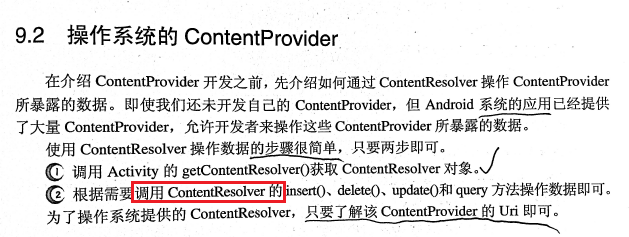 9.2 操作系统的 ContentProvider
在介绍 ContentProvider 开发之前,先介绍如何通过 ContentResolver 操作 ContentProvider
所暴露的数据。即使我们还未开发自己的 ContentProvider,但 Android 系统的应用已经提供
了大量 ContentProvider,允许开发者来操作这些 ContentProvider 所暴露的数据。
使用 ContentResolver 操作数据的步骤很简单,只要两步即可。
① 调用 Activity 的 getContentResolver()获取 ContentResolver 对象。
② 根据需要调用 ContentResolver 的 insert()、delete()、update()和 query 方法操作数据即可。
为了操作系统提供的 ContentResolver,只要了解该 ContentProvider 的 Uri 即可。